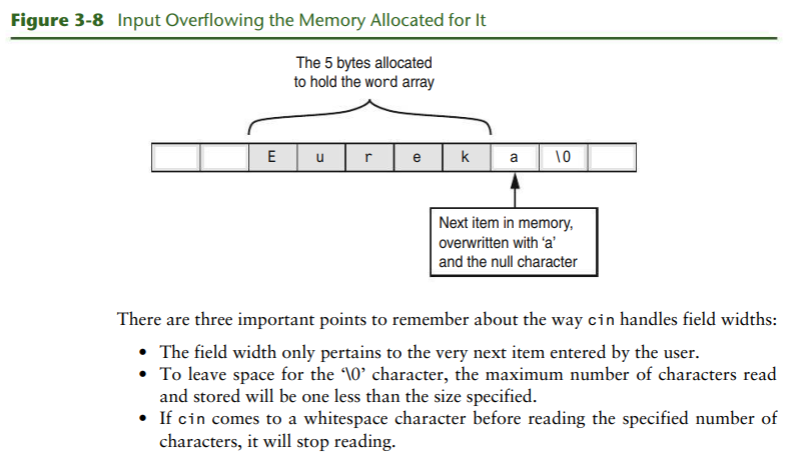 Figure 3-8 Input Overflowing the Memory Allocated for It
The 5 bytes allocated
to hold the word array
E u r e k a \0
Next item in memory,
overwritten with ‘a’
and the null character
There are three important points to remember about the way cin handles field widths:
• The field width only pertains to the very next item entered by the user.
• To leave space for the ‘\0’ character, the maximum number of characters read
and stored will be one less than the size specified.
• If cin comes to a whitespace character before reading the specified number of
characters, it will stop reading.